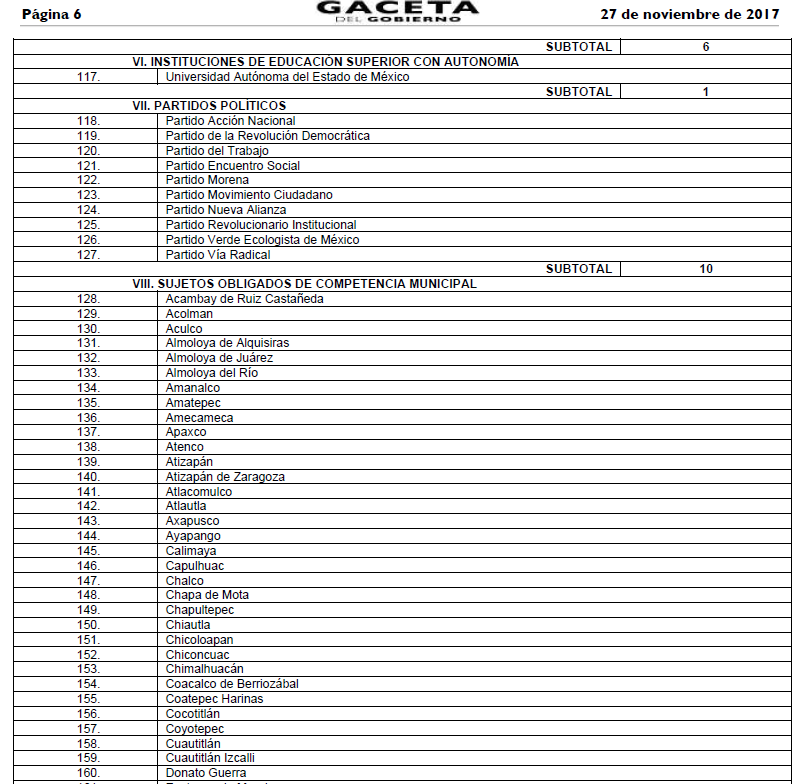 Página 6
GACETA
DEL GOBIERNO
27 de noviembre de 2017
SUBTOTAL 6
VI. INSTITUCIONES DE EDUCACIÓN SUPERIOR CON AUTONOMÍA
117. Universidad Autónoma del Estado de México
SUBTOTAL 1
VII. PARTIDOS POLÍTICOS
118. Partido Acción Nacional
119. Partido de la Revolución Democrática
120. Partido del Trabajo
121. Partido Encuentro Social
122. Partido Morena
123. Partido Movimiento Ciudadano
124. Partido Nueva Alianza
125. Partido Revolucionario Institucional
126. Partido Verde Ecologista de México
127. Partido Vía Radical
SUBTOTAL 10
VIII. SUJETOS OBLIGADOS DE COMPETENCIA MUNICIPAL
128. Acambay de Ruiz Castañeda
129. Acolman
130. Aculco
131. Almoloya de Alquisiras
132. Almoloya de Juárez
133. Almoloya del Río
134. Amanalco
135. Amatepec
136. Amecameca
137. Apaxco
138. Atenco
139. Atizapán
140. Atizapán de Zaragoza
141. Atlacomulco
142. Atlautla
143. Axapusco
144. Ayapango
145. Calimaya
146. Capulhuac
147. Chalco
148. Chapa de Mota
149. Chapultepec
150. Chiautla
151. Chicoloapan
152. Chiconcuac
153. Chimalhuacán
154. Coacalco de Berriozábal
155. Coatepec Harinas
156. Cocotitlán
157. Coyotepec
158. Cuautitlán
159. Cuautitlán Izcalli
160. Donato Guerra